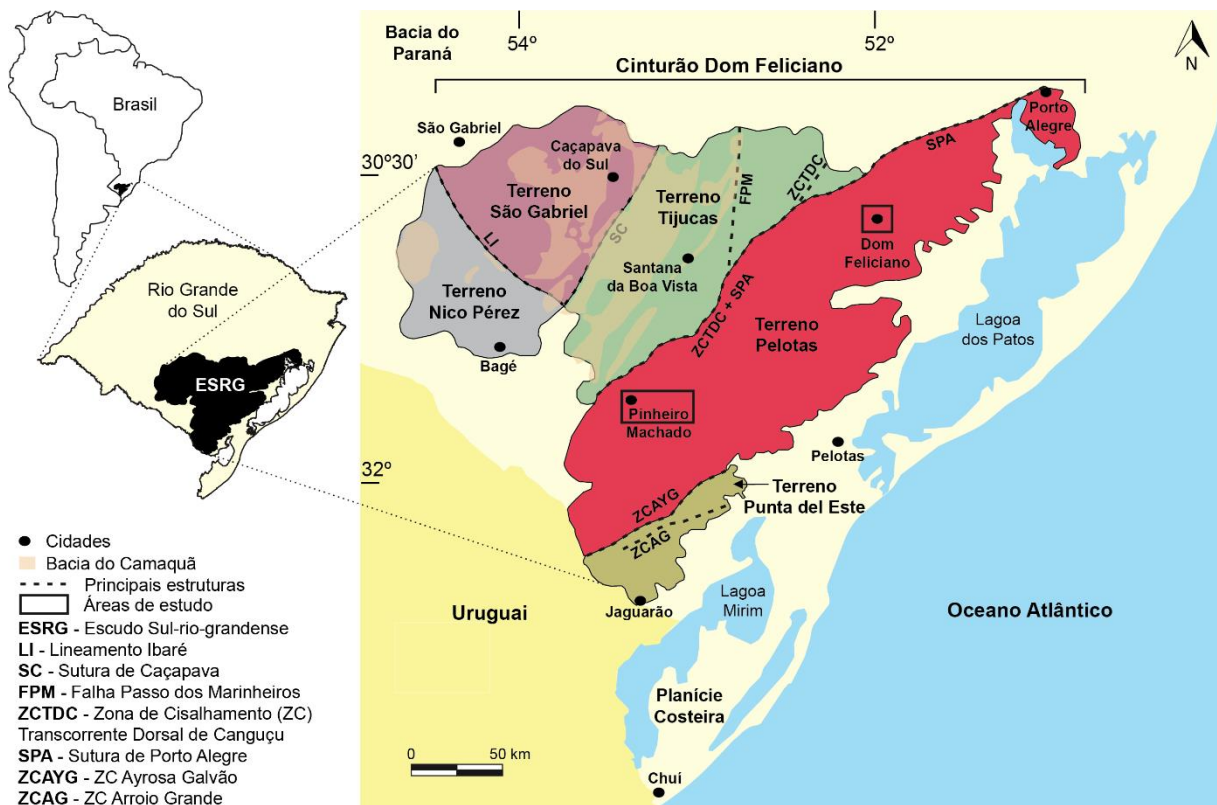 Brasil
Rio Grande
do Sul
ESRG
Cidades
Bacia do Camaquã
Principais estruturas
Áreas de estudo
ESRG - Escudo Sul-rio-grandense
LI - Lineamento Ibaré
SC - Sutura de Caçapava
FPM - Falha Passo dos Marinheiros
ZCTDC - Zona de Cisalhamento (ZC)
Transcorrente Dorsal de Canguçu
SPA - Sutura de Porto Alegre
ZCAYG - ZC Ayrosa Galvão
ZCAG - ZC Arroio Grande
Bacia do
Paraná
54º
52º
N
Cinturão Dom Feliciano
Porto
Alegre
São Gabriel
Caçapava
do Sul
SPA
30º30’
FPM
ZCTDC
Terreno
São Gabriel
Terreno
Tijucas
LI
SC
Dom
Feliciano
Santana
da Boa Vista
Terreno
Nico Pérez
ZCTDC + SPA
Terreno
Pelotas
Lagoa
dos Patos
Bagé
Pinheiro
Machado
Pelotas
32º
ZCAYG
Terreno
Punta del Este
ZCAG
Jaguarão
Lagoa
Mirim
Uruguai
Oceano Atlântico
Planície
Costeira
0
50 km
Chuí